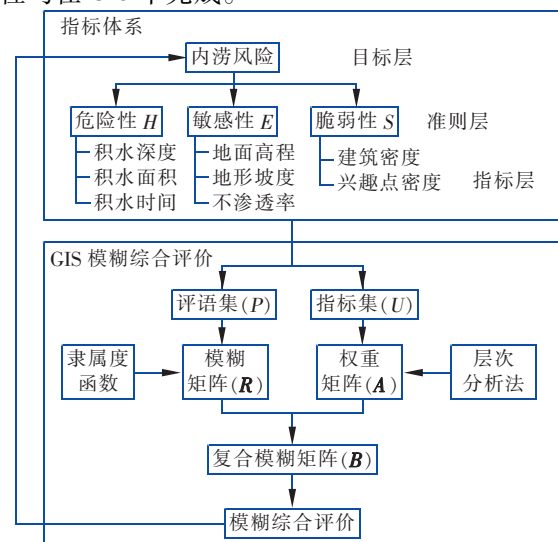 指标体系
内涝风险 目标层
危险性 H 敏感性 E 脆弱性 S 准则层
积水深度 地面高程 建筑密度
积水面积 地形坡度 兴趣点密度 指标层
积水时间 不渗透率
GIS 模糊综合评价
评语集(P) 指标集(U)
隶属度 模糊 权重 层次
函数 矩阵(R) 矩阵(A) 分析法
复合模糊矩阵(B)
模糊综合评价